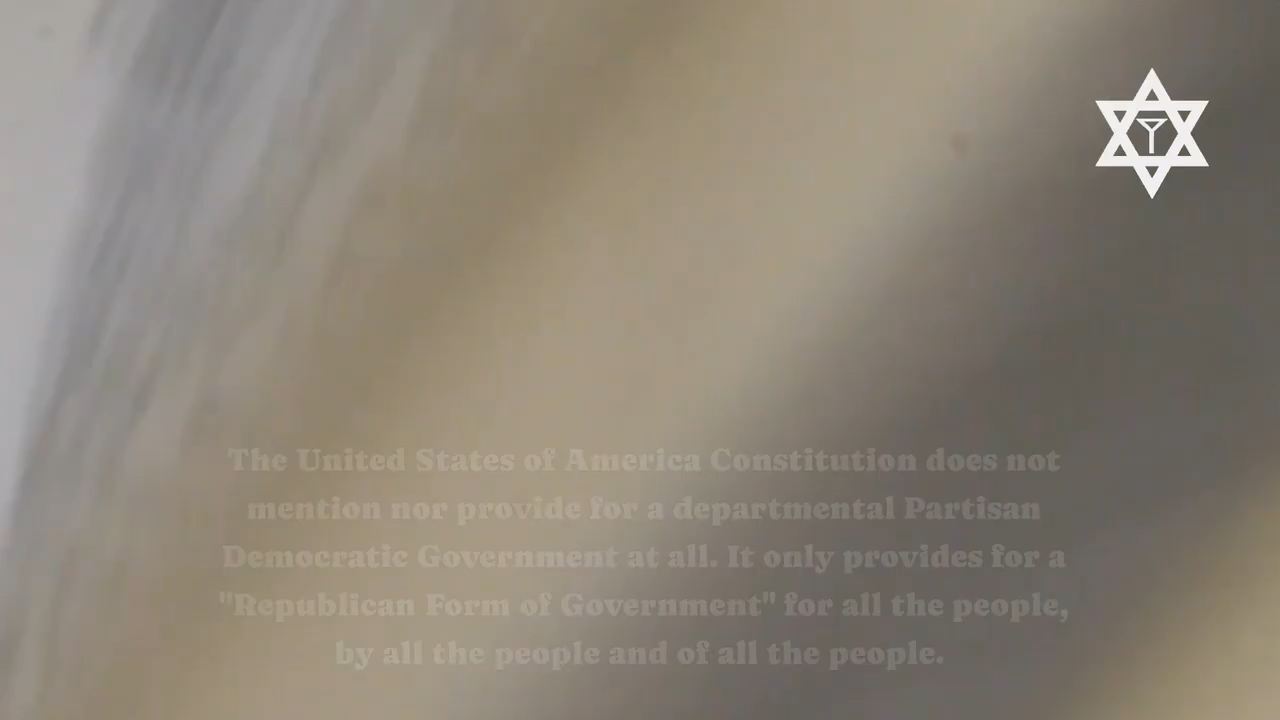 The United States of America Constitution does not
mention nor provide for a departmental Partisan
Democratic Government at all. It only provides for a
"Republican Form of Government" for all the people,
by all the people and of all the people.